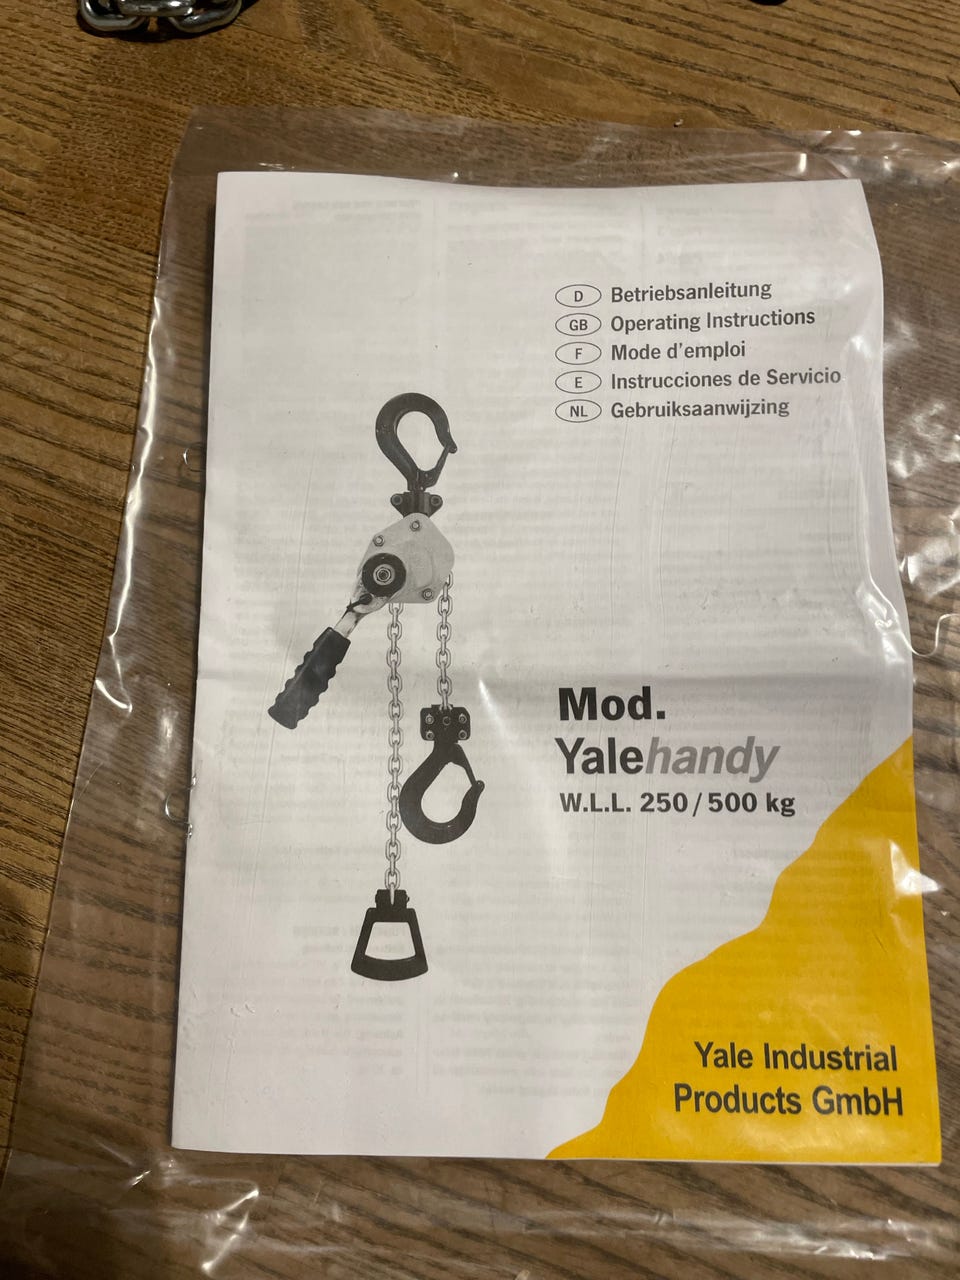 D Betriebsanleitung
GB Operating Instructions
F Mode d'emploi
E Instrucciones de Servicio
NL Gebruiksaanwijzing
Mod.
Yalehandy
W.L.L. 250 / 500 kg
Yale Industrial
Products GmbH